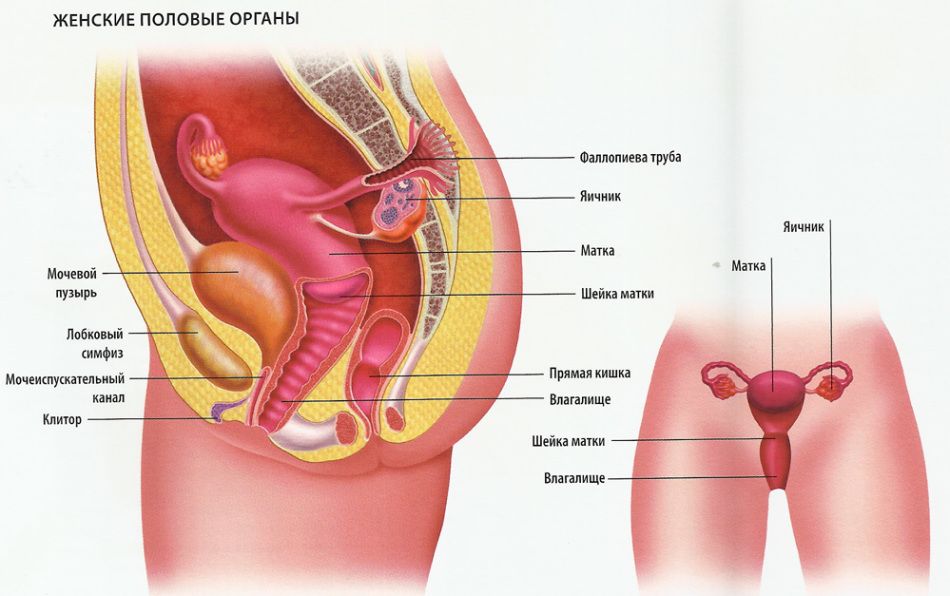 ЖЕНСКИЕ ПОЛОВЫЕ ОРГАНЫ
Фаллопиева труба
Яичник
Матка
Шейка матки
Прямая кишка
Влагалище
Мочевой
пузырь
Лобковый
симфиз
Мочеиспускательный
канал
Клитор
Яичник
Матка
Шейка матки
Влагалище